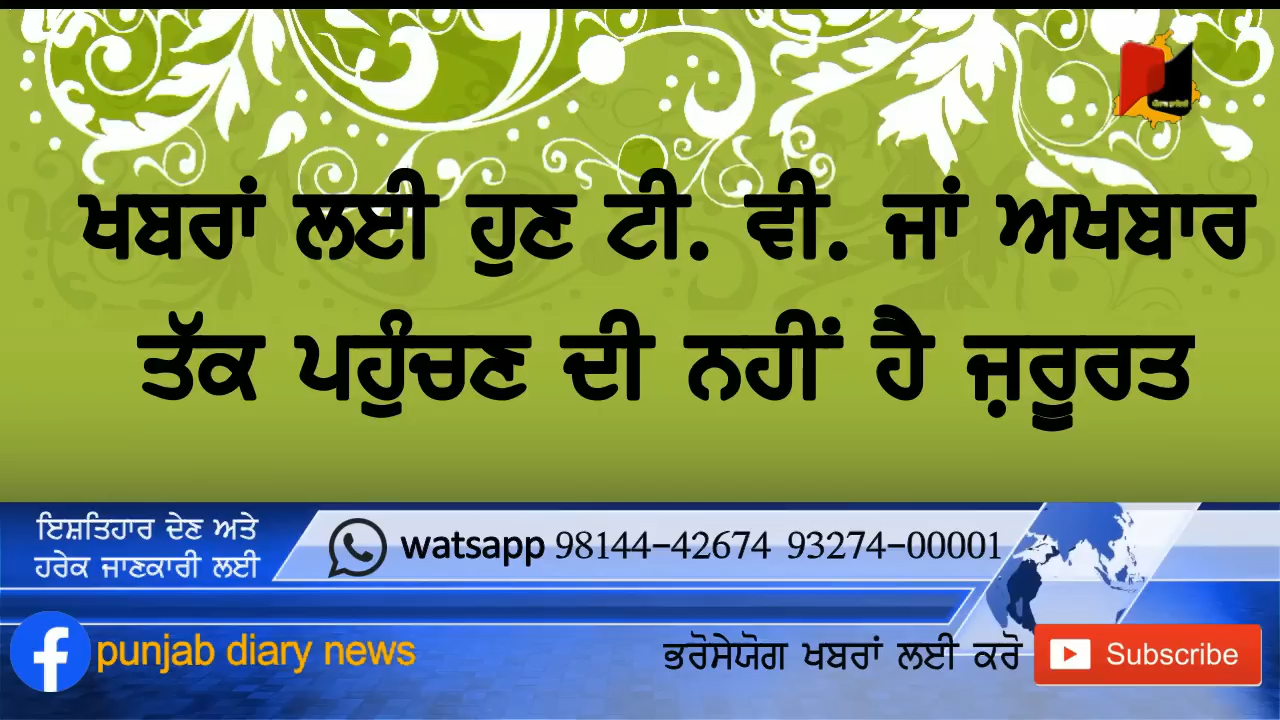 ਖਬਰਾਂ ਲਈ ਹੁਣ ਟੀ. ਵੀ. ਜਾਂ ਅਖਬਾਰ
ਤੱਕ ਪਹੁੰਚਣ ਦੀ ਨਹੀਂ ਹੈ ਜ਼ਰੂਰਤ
ਇਸ਼ਤਿਹਾਰ ਦੇਣ ਅਤੇ
ਹਰੇਕ ਜਾਣਕਾਰੀ ਲਈ
watsapp 98144-42674 93274-00001
punjab diary news
ਭਰੋਸੇਯੋਗ ਖਬਰਾਂ ਲਈ ਕਰੋ
Subscribe